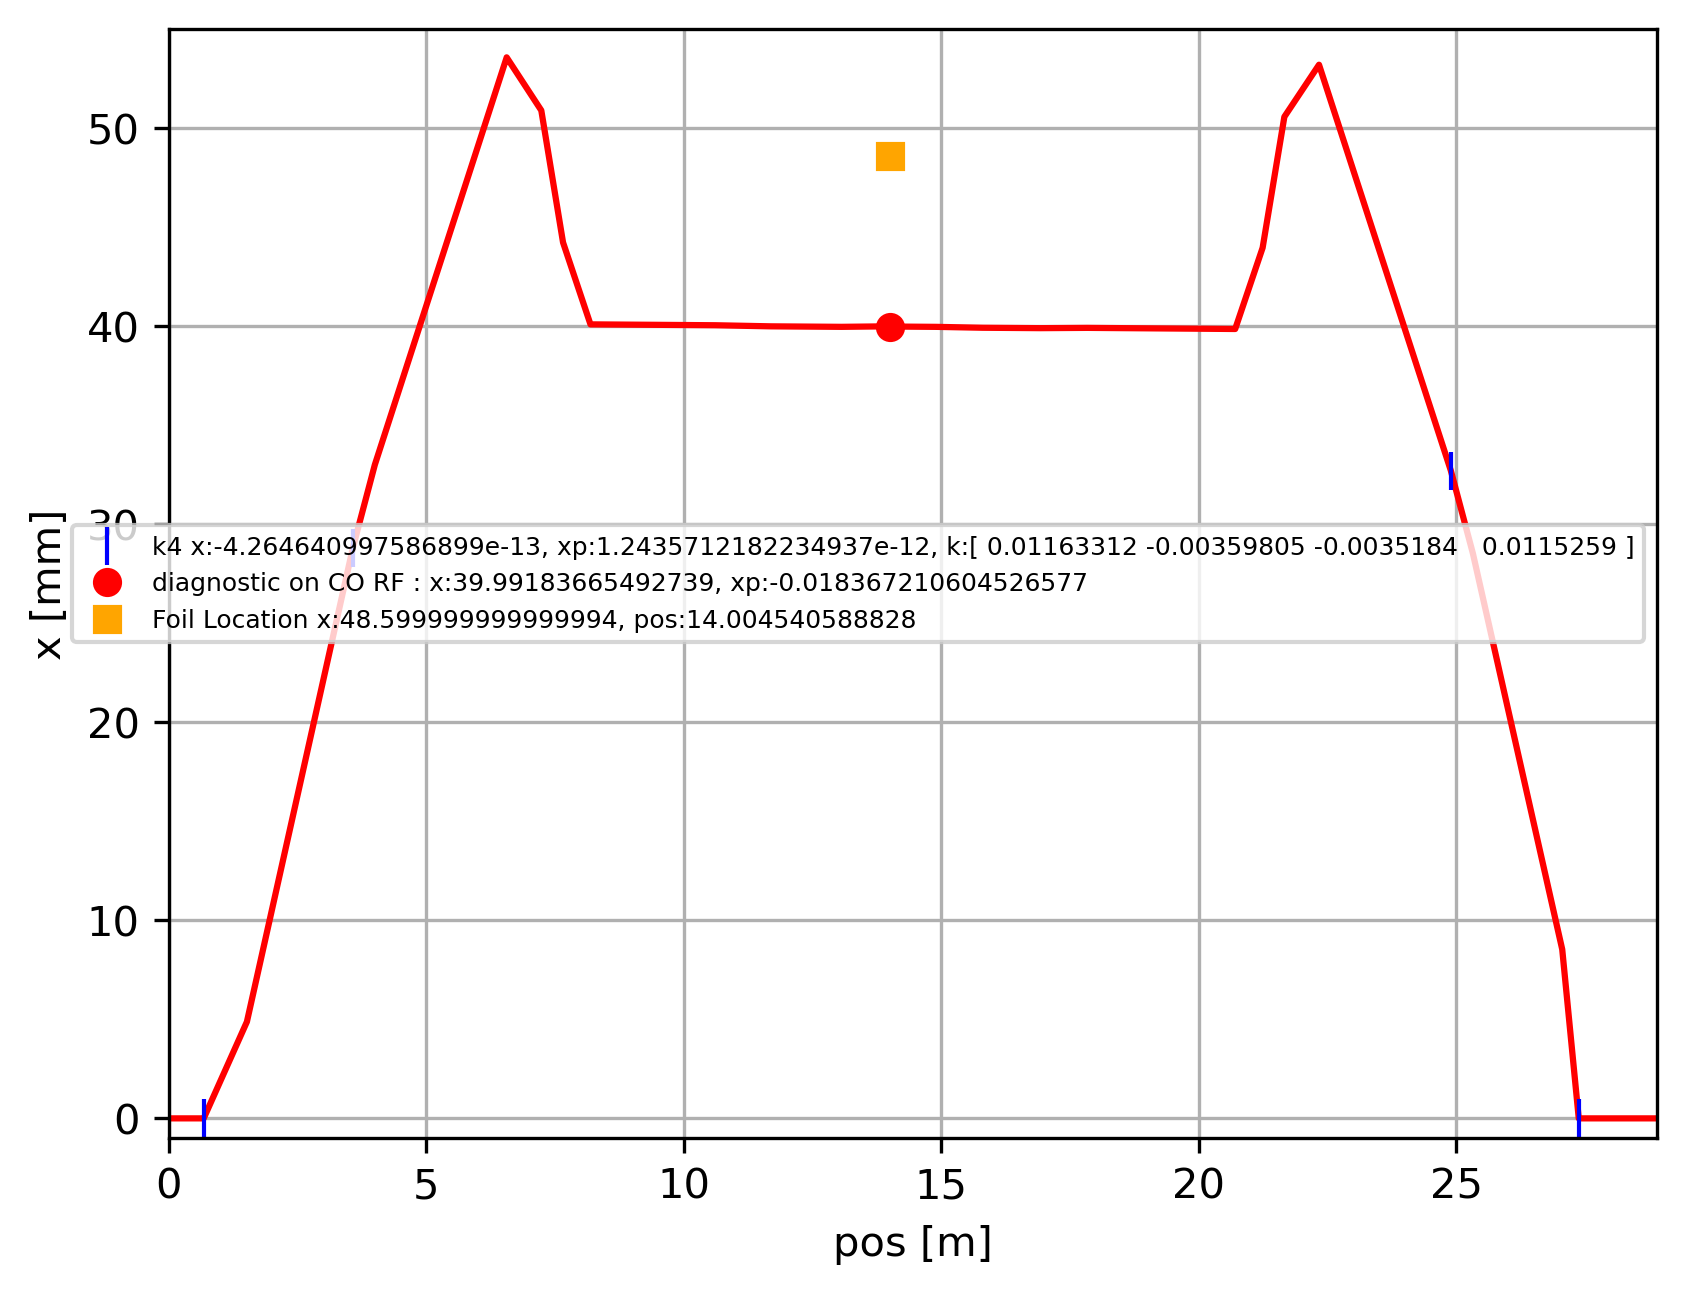 50
40
30
20
10
0
x [mm]
k4 x:-4.264640997586899e-13, xp:1.2435712182234937e-12, k:[ 0.01163312 -0.00359805 -0.0035184   0.0115259 ]
diagnostic on CO RF : x:39.99183665492739, xp:-0.018367210604526577
Foil Location x:48.599999999999994, pos:14.004540588828
0 5 10 15 20 25
pos [m]